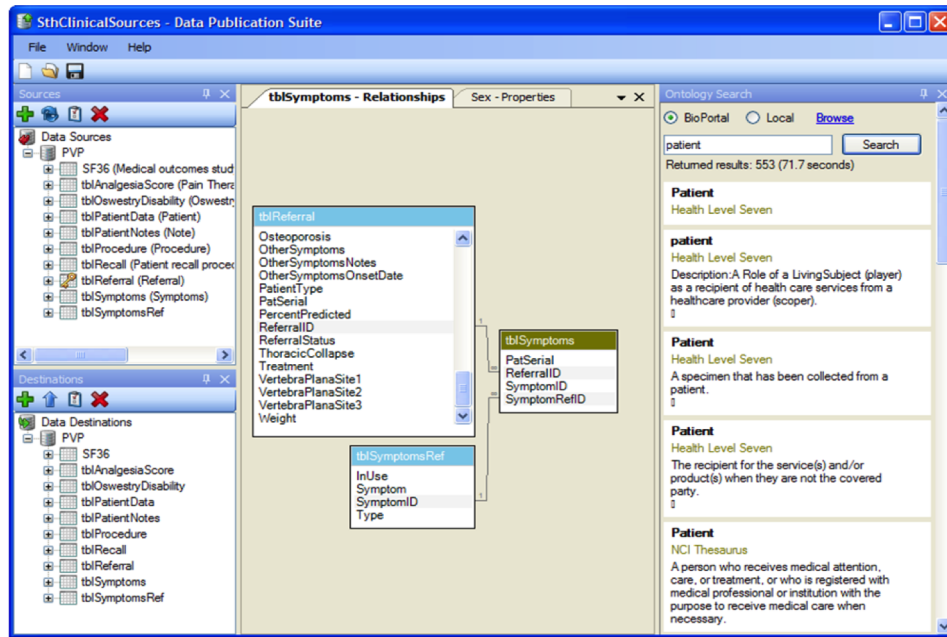 SthClinicalSources - Data Publication Suite
File Window Help
Sources
Data Sources
PVP
SF36 (Medical outcomes stud
tblAnalgesiaScore (Pain Thera
tblOswestryDisability (Oswestry
tblPatientData (Patient)
tblPatientNotes (Note)
tblProcedure (Procedure)
tblRecall (Patient recall proced
tblReferral (Referral)
tblSymptoms (Symptoms)
tblSymptomsRef
Destinations
Data Destinations
PVP
SF36
tblAnalgesiaScore
tblOswestryDisability
tblPatientData
tblPatientNotes
tblProcedure
tblRecall
tblReferral
tblSymptoms
tblSymptomsRef
tblSymptoms - Relationships
Sex - Properties
tblReferral
Osteoporosis
OtherSymptoms
OtherSymptomsNotes
OtherSymptomsOnsetDate
PatientType
PatSerial
PercentPredicted
ReferralID
ReferralStatus
ThoracicCollapse
Treatment
VertebraPlanaSite1
VertebraPlanaSite2
VertebraPlanaSite3
Weight
1
∞
tblSymptoms
PatSerial
ReferralID
SymptomID
SymptomRefID
∞
1
tblSymptomsRef
InUse
Symptom
SymptomID
Type
Ontology Search
BioPortal Local Browse
patient Search
Returned results: 553 (71.7 seconds)
Patient
Health Level Seven
patient
Health Level Seven
Description:A Role of a LivingSubject (player)
as a recipient of health care services from a
healthcare provider (scoper).
Patient
Health Level Seven
A specimen that has been collected from a
patient.
Patient
Health Level Seven
The recipient for the service(s) and/or
product(s) when they are not the covered
party.
Patient
NCI Thesaurus
A person who receives medical attention,
care, or treatment, or who is registered with
medical professional or institution with the
purpose to receive medical care when
necessary.